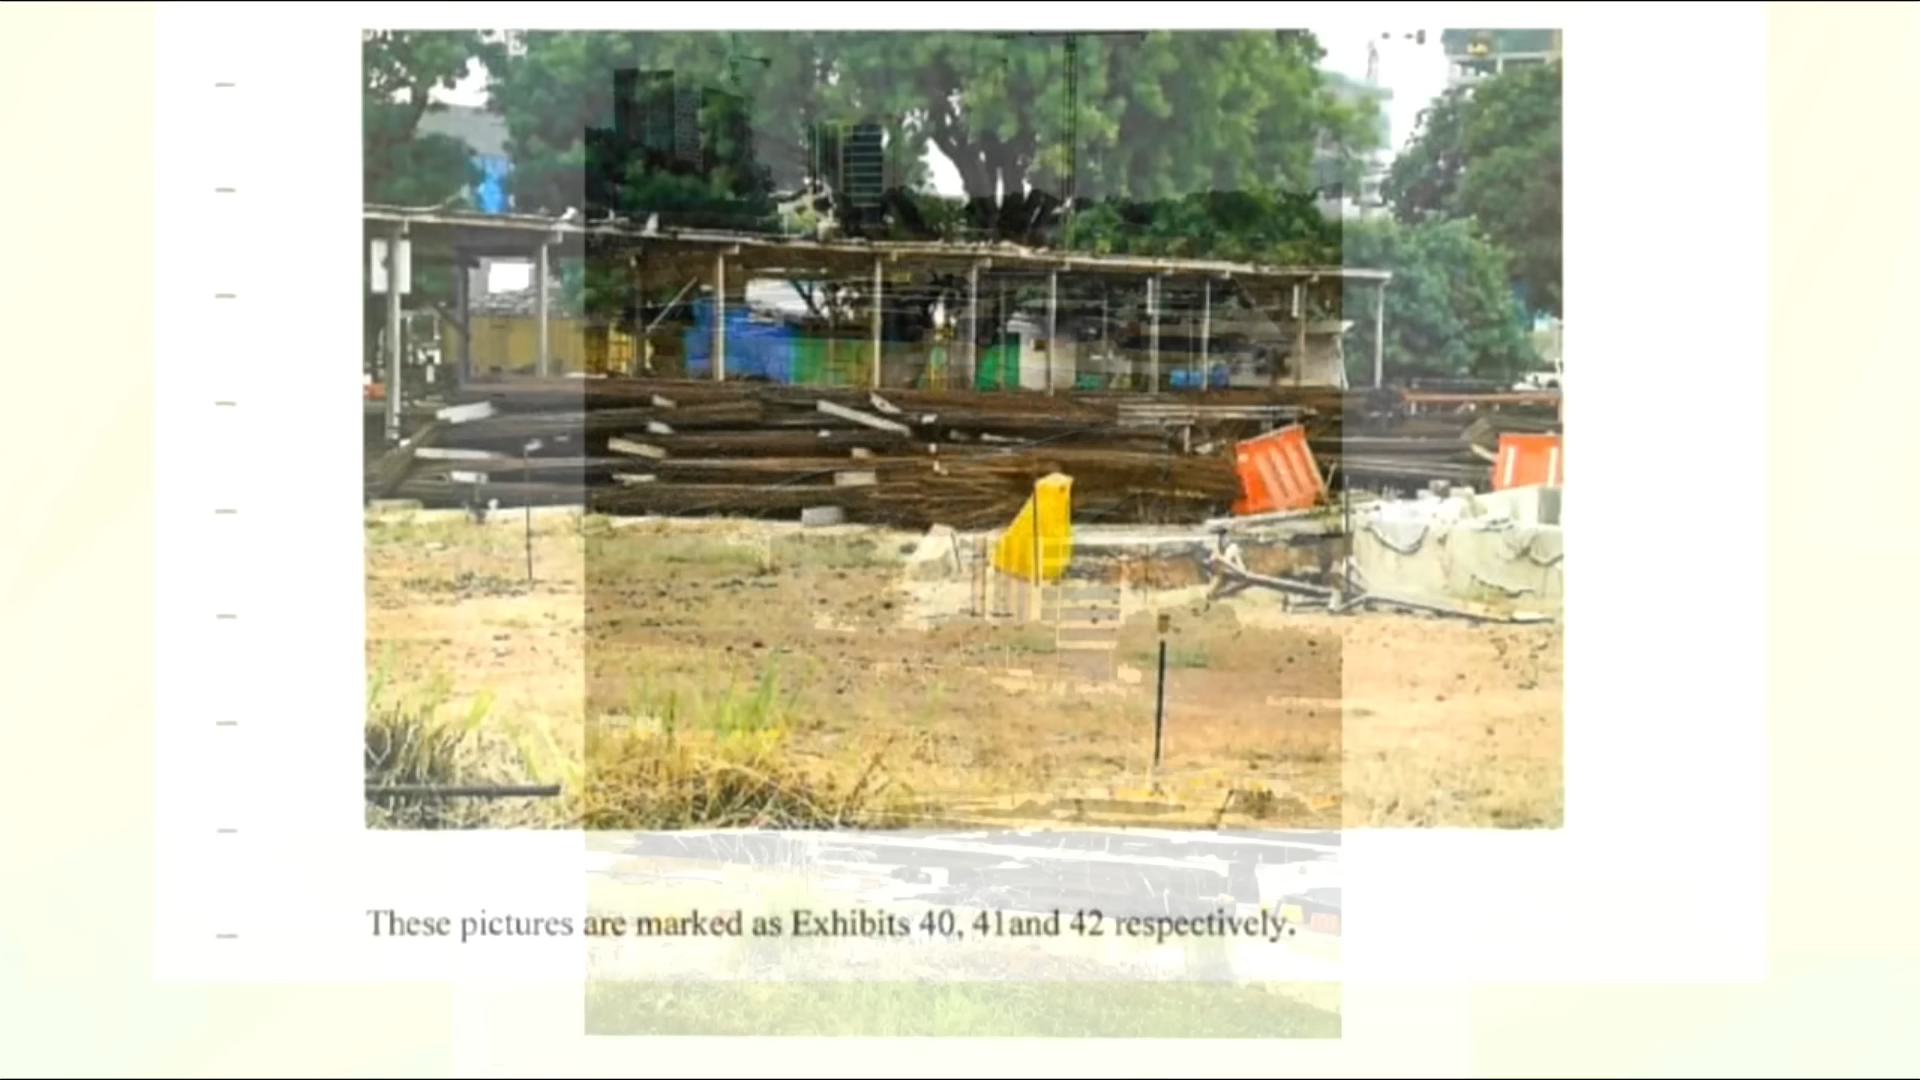 These pictures are marked as Exhibits 40, 41and 42 respectively.